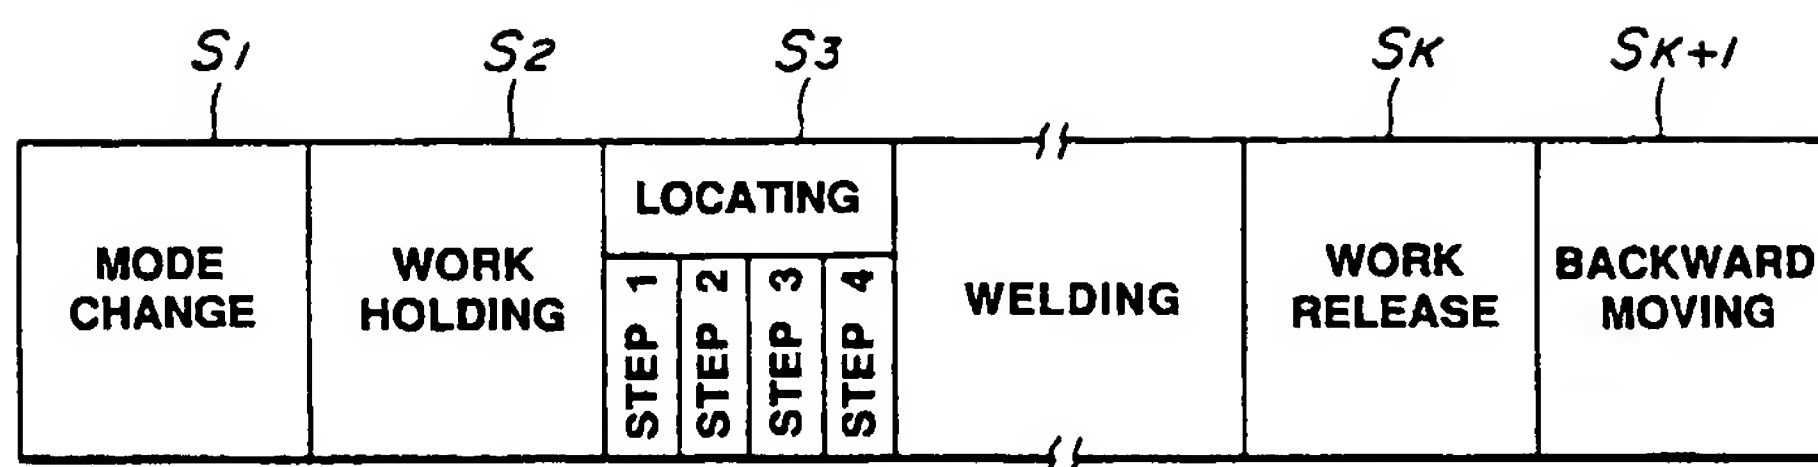 S1 S2 S3 SK SK+1
MODE
CHANGE
WORK
HOLDING
LOCATING
STEP 1
STEP 2
STEP 3
STEP 4
WELDING
WORK
RELEASE
BACKWARD
MOVING